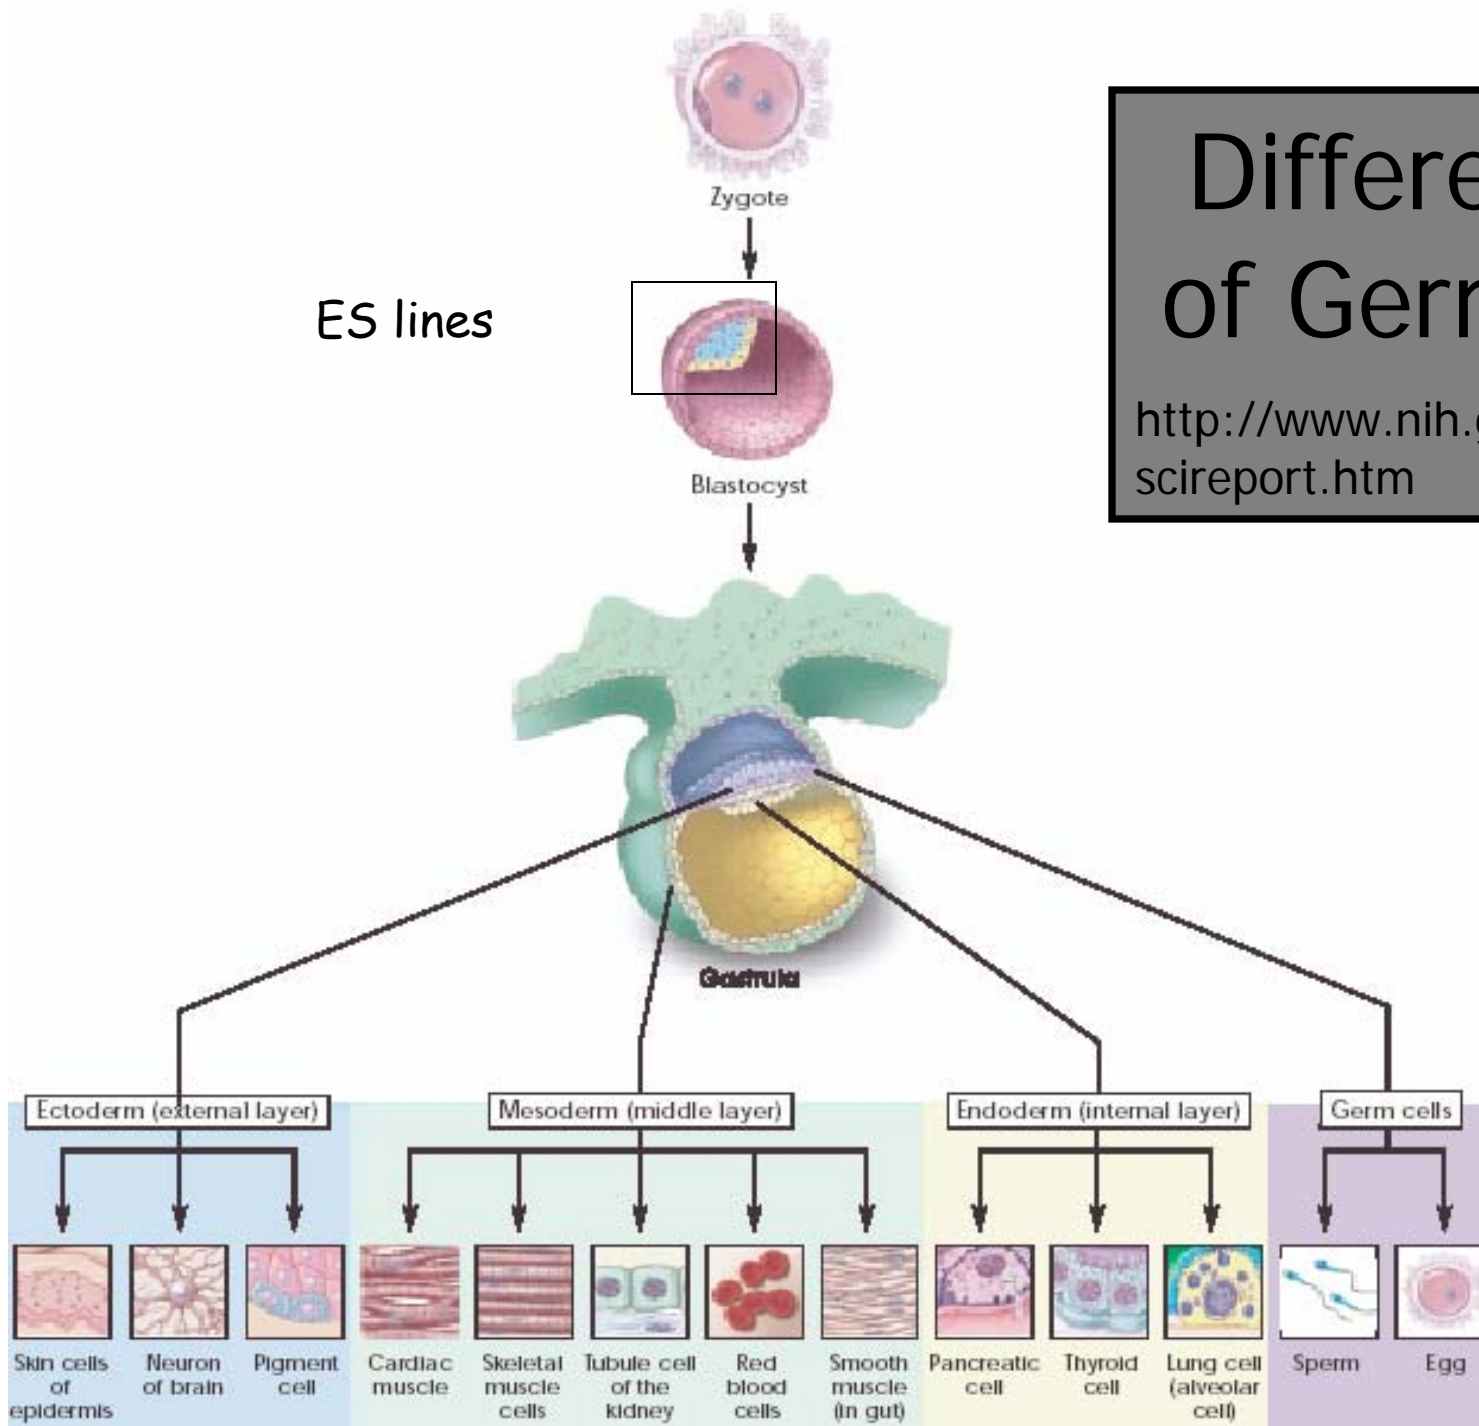 Zygote
Differe
of Gerr
http://www.nih.g
scireport.htm
ES lines
Blastocyst
Gastrula
Ectoderm (external layer)
Mesoderm (middle layer)
Endoderm (internal layer)
Germ cells
Skin cells
of
epidermis
Neuron
of brain
Pigment
cell
Cardiac
muscle
Skeletal
muscle
cells
Tubule cell
of the
kidney
Red
blood
cells
Smooth
muscle
(in gut)
Pancreatic
cell
Thyroid
cell
Lung cell
(alveolar
cell)
Sperm
Egg